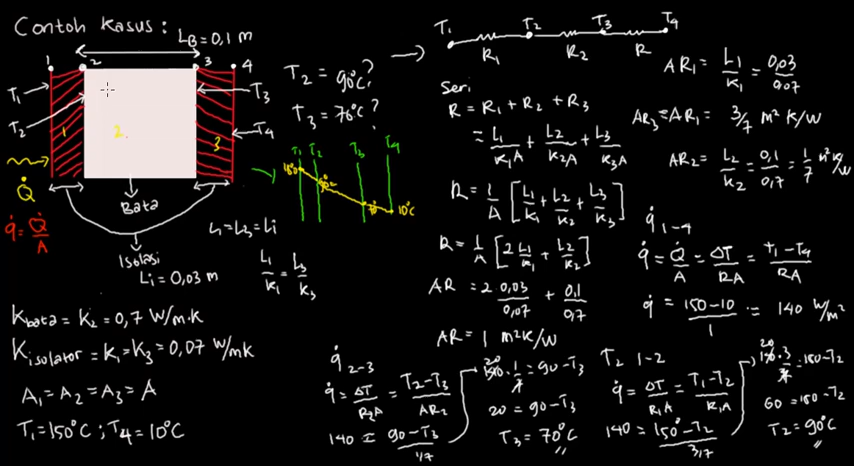 Contoh Kasus :
L_B = 0,1 m
1 2 3 4
T₁
T₂
T₃
T₄
1 2 3
Q̇
q̇ = Q̇/A
Bata
Isolasi
Li = 0,03 m
L₁ = L₃ = Li
L₁/k₁ = L₃/k₃
k bata = k₂ = 0,7 W/m.k
k isolator = k₁ = k₃ = 0,07 W/mk
A₁ = A₂ = A₃ = A
T₁ = 150°C ; T₄ = 10°C
T₂ = 90°C ?
T₃ = 70°C ?
T₁ T₂ T₃ T₄
150°
90°
70°
10°C
T₁ T₂ T₃ T₄
R₁ R₂ R
Seri
R = R₁ + R₂ + R₃
= L₁/k₁A + L₂/k₂A + L₃/k₃A
R = 1/A [L₁/k₁ + L₂/k₂ + L₃/k₃]
R = 1/A [2 L₁/k₁ + L₂/k₂]
AR = 2 0,03/0,07 + 0,1/0,7
AR = 1 m²K/W
AR₁ = L₁/k₁ = 0,03/0,07
AR₃ = AR₁ = 3/7 m²K/W
AR₂ = L₂/k₂ = 0,1/0,7 = 1/7 m²K/W
q̇ 1-4
q̇ = Q̇/A = ΔT/RA = T₁-T₄/RA
q̇ = 150-10/1 = 140 W/m²
q̇ 2-3
q̇ = ΔT/R₂A = T₂-T₃/AR₂
140 = 90-T₃/1/7
20
140 . 1/7 = 90-T₃
20 = 90-T₃
T₃ = 70°C
T₂ 1-2
q̇ = ΔT/R₁A = T₁-T₂/R₁A
140 = 150°-T₂/3/7
20
140 . 3/7 = 150-T₂
60 = 150-T₂
T₂ = 90°C